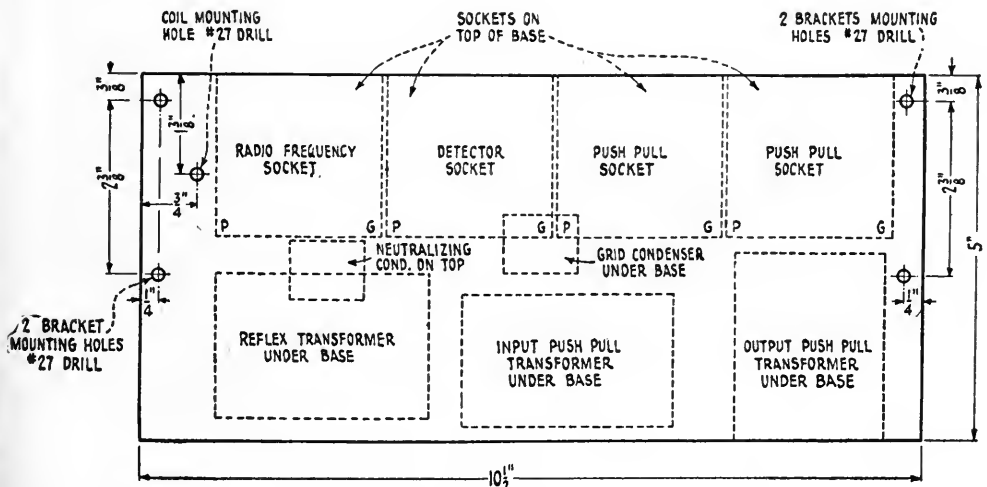 COIL MOUNTING
HOLE #27 DRILL
SOCKETS ON
TOP OF BASE
2 BRACKETS MOUNTING
HOLES #27 DRILL
3/8"
1 3/8"
3/8"
2 3/8"
3/4"
RADIO FREQUENCY
SOCKET
DETECTOR
SOCKET
PUSH PULL
SOCKET
PUSH PULL
SOCKET
2 3/8"
5"
P G
P G
P
G
P G
NEUTRALIZING
COND. ON TOP
GRID CONDENSER
UNDER BASE
1/4"
1/4"
2 BRACKET
MOUNTING HOLES
#27 DRILL
REFLEX TRANSFORMER
UNDER BASE
INPUT PUSH PULL
TRANSFORMER
UNDER BASE
OUTPUT PUSH PULL
TRANSFORMER
UNDER BASE
10 1/2"